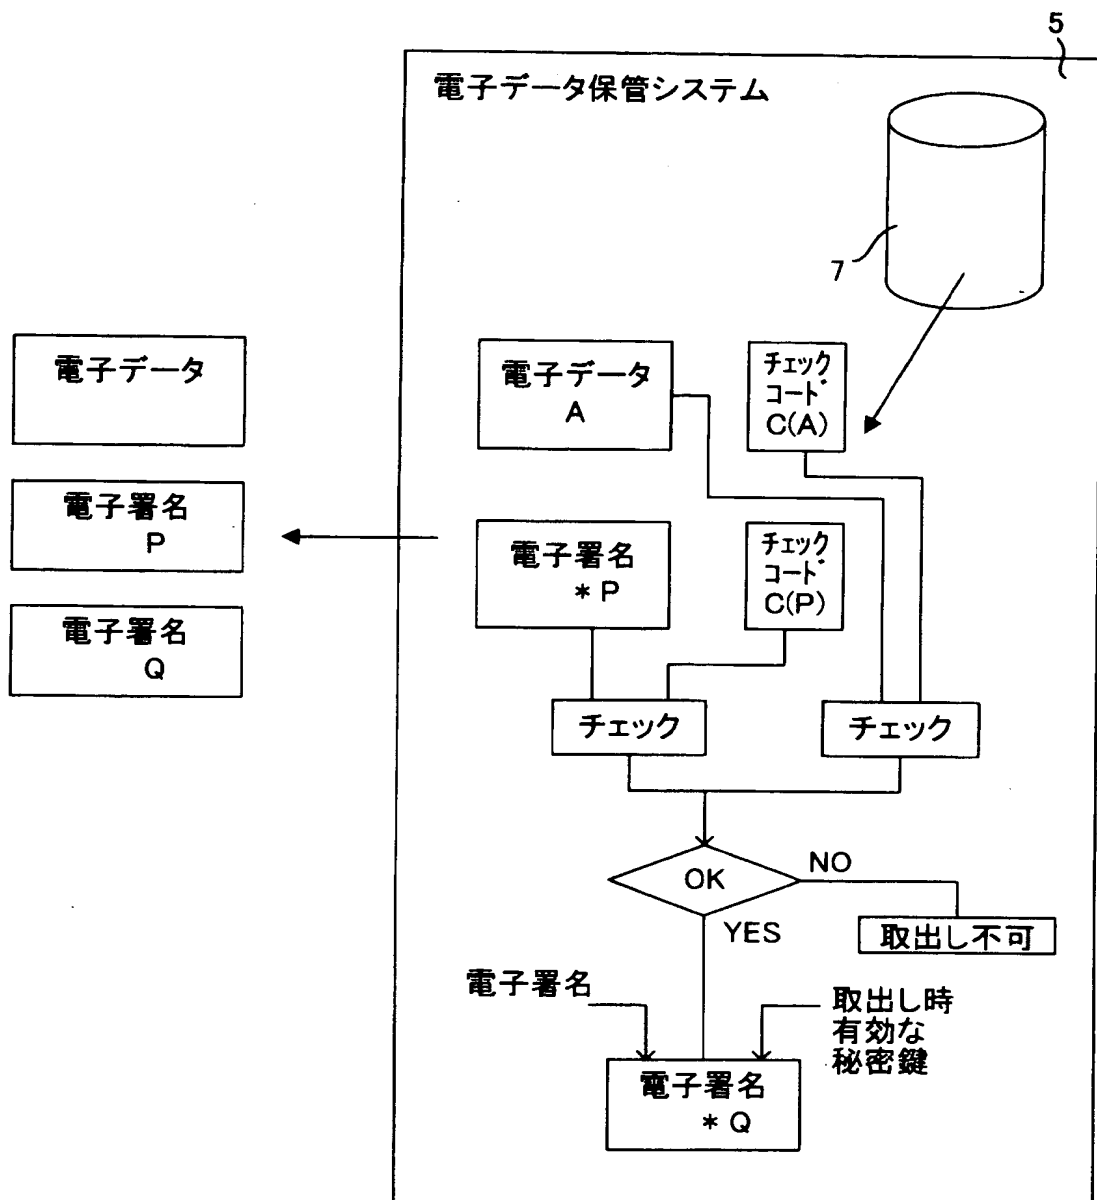 5
電子データ保管システム
7
電子データ
電子署名
P
電子署名
Q
電子データ
A
チェック
コード
C(A)
電子署名
*P
チェック
コード
C(P)
チェック
チェック
OK
NO
YES
取出し不可
電子署名
取出し時
有効な
秘密鍵
電子署名
*Q